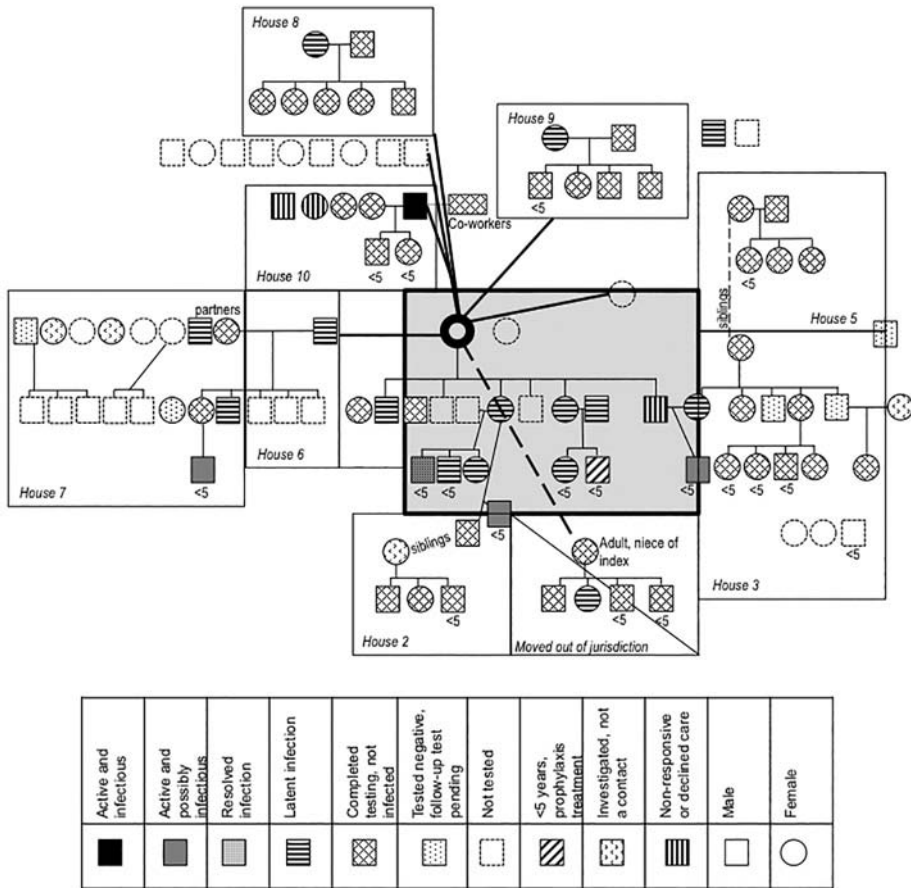 House 8
House 9
<5
Co-workers
<5 <5
House 10
<5
siblings
House 5
partners
<5
House 7
House 6
<5 <5 <5
<5 <5
<5
<5 <5 <5
<5
House 3
<5
siblings
<5
House 2
Adult, niece of
index
<5 <5
Moved out of jurisdiction
Active and
infectious
Active and
possibly
infectious
Resolved
infection
Latent infection
Completed
testing, not
infected
Tested negative,
follow-up test
pending
Not tested
<5 years,
prophylaxis
treatment
Investigated, not
a contact
Non-responsive
or declined care
Male
Female